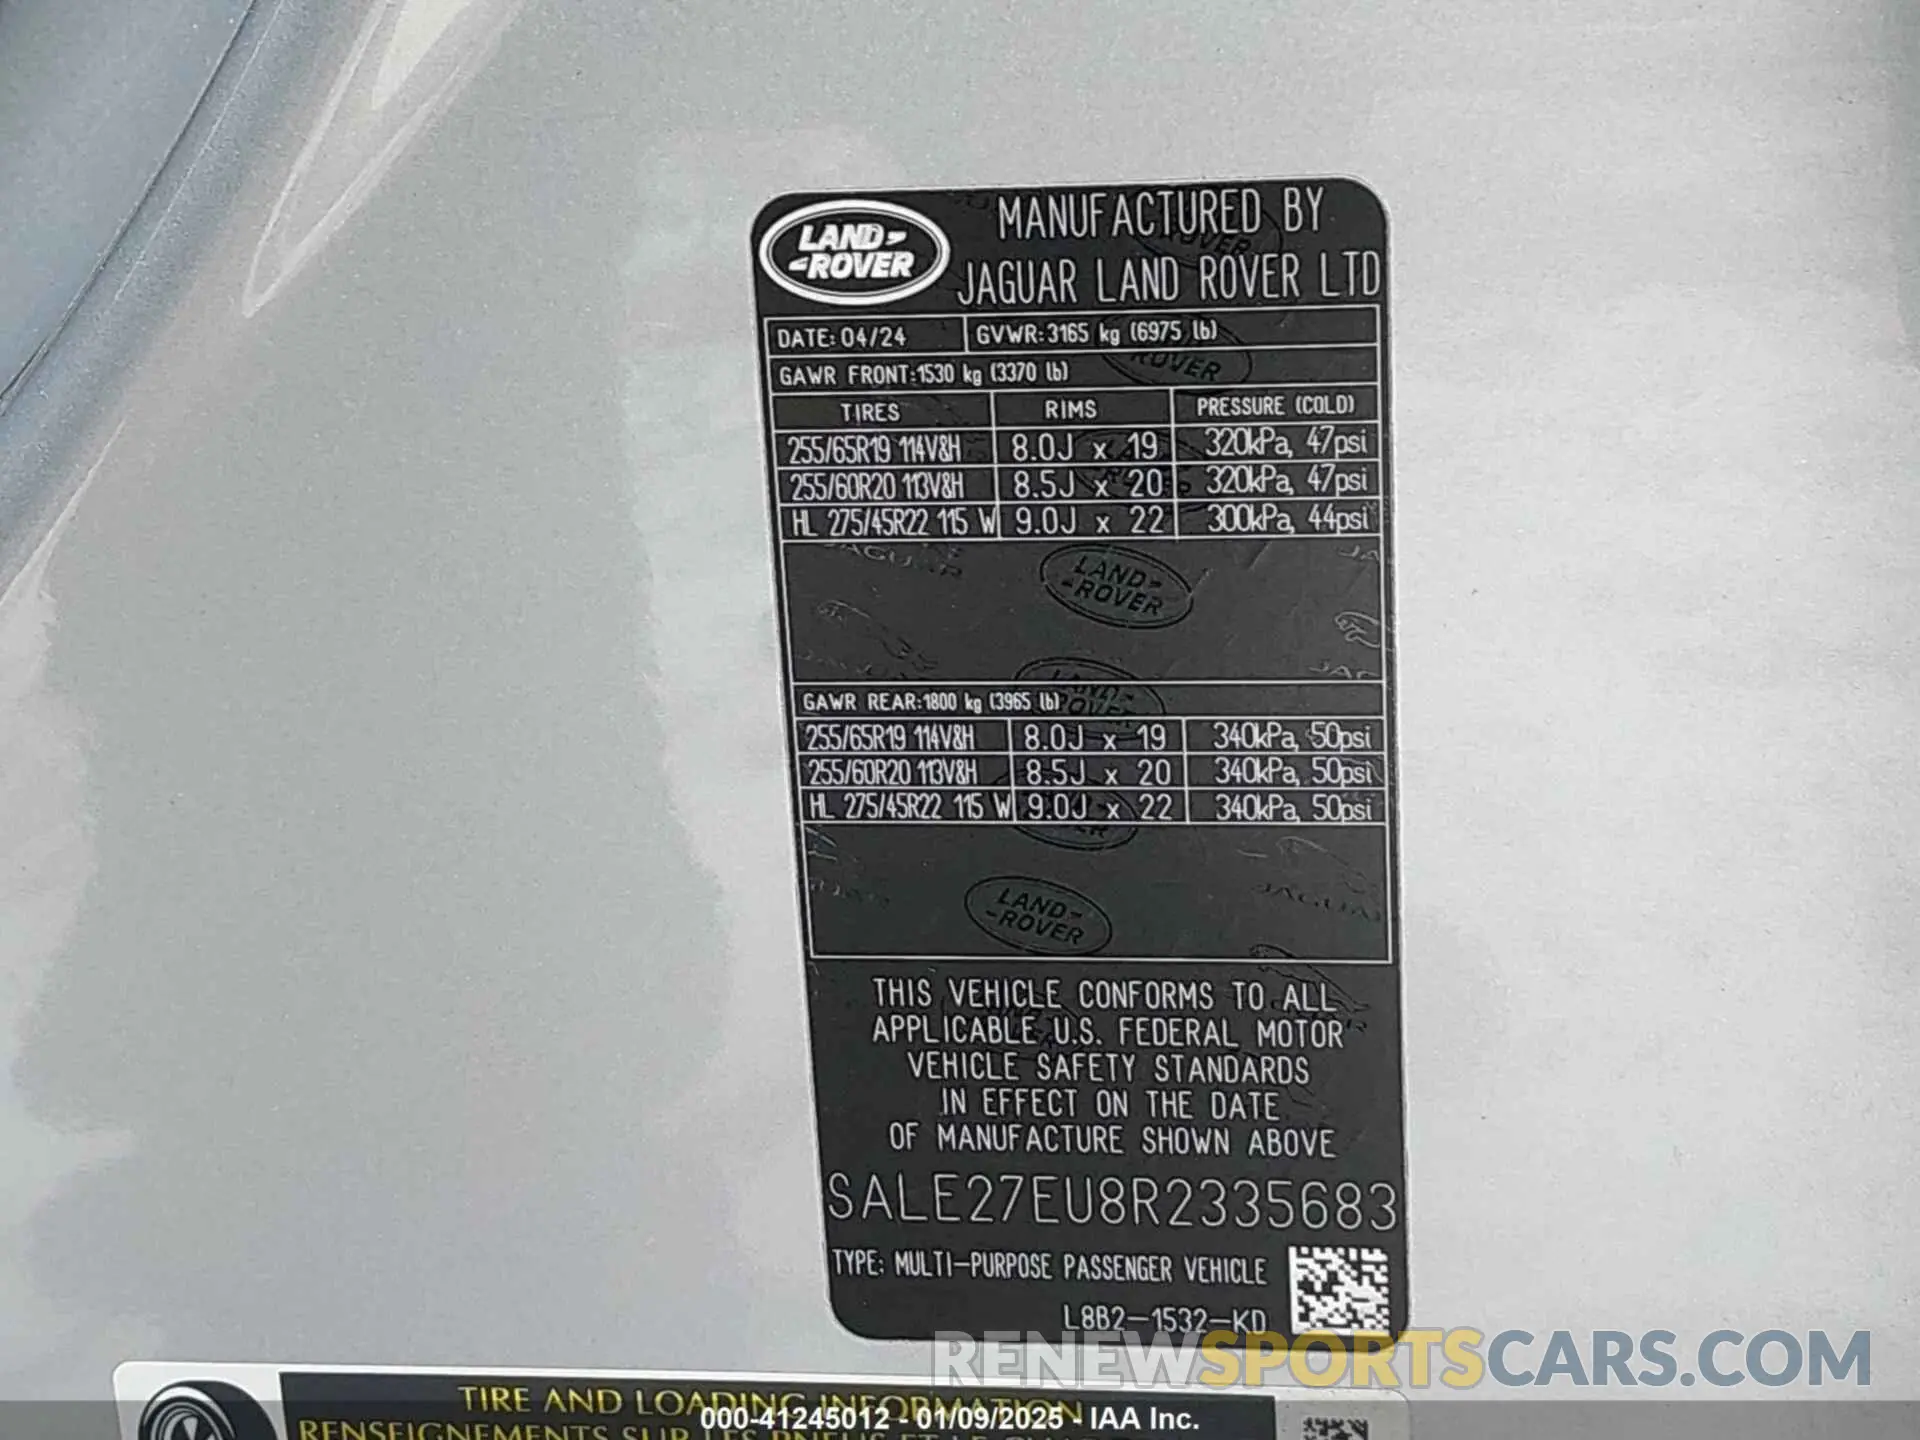 LAND-
-ROVER
MANUFACTURED BY
JAGUAR LAND ROVER LTD
DATE: 04/24 GVWR: 3165 kg (6975 lb)
GAWR FRONT: 1530 kg (3370 lb)
TIRES RIMS PRESSURE (COLD)
255/65R19 114V&H 8.0J x 19 320kPa, 47psi
255/60R20 113V&H 8.5J x 20 320kPa, 47psi
HL 275/45R22 115 W 9.0J x 22 300kPa, 44psi
GAWR REAR: 1800 kg (3965 lb)
255/65R19 114V&H 8.0J x 19 340kPa, 50psi
255/60R20 113V&H 8.5J x 20 340kPa, 50psi
HL 275/45R22 115 W 9.0J x 22 340kPa, 50psi
THIS VEHICLE CONFORMS TO ALL
APPLICABLE U.S. FEDERAL MOTOR
VEHICLE SAFETY STANDARDS
IN EFFECT ON THE DATE
OF MANUFACTURE SHOWN ABOVE
SALE27EU8R2335683
TYPE: MULTI-PURPOSE PASSENGER VEHICLE
L8B2-1532-KD
RENEWSPORTSCARS.COM
TIRE AND LOADING INFORMATION
RENSEIGNEMENTS SUR LES PNEUS ET LE
000-41245012 - 01/09/2025 - IAA Inc.